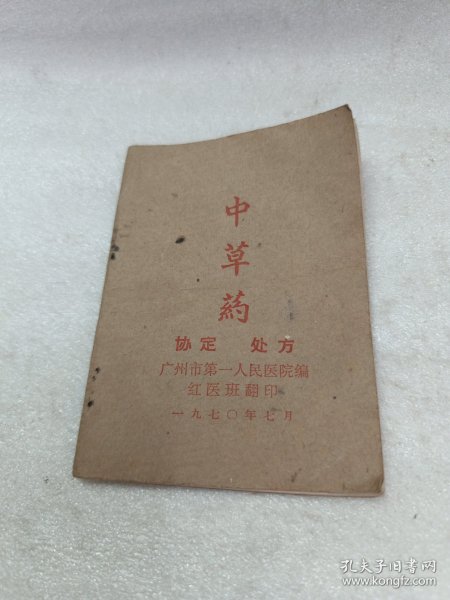 中
草
药
协定 处方
广州市第一人民医院编
红医班翻印
一九七〇年七月
孔夫子旧书网
www.kongfz.com